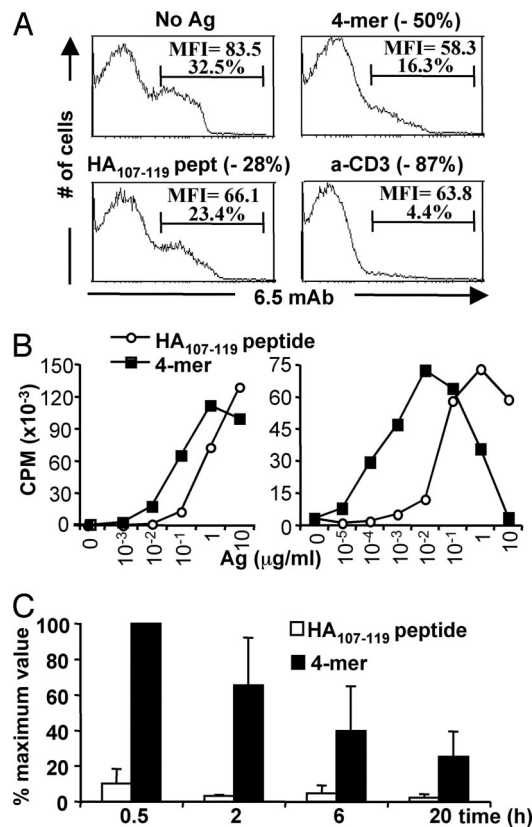 A
No Ag
4-mer (- 50%)
MFI= 83.5
32.5%
MFI= 58.3
16.3%
# of cells
HA107-119 pept (- 28%)
a-CD3 (- 87%)
MFI= 66.1
23.4%
MFI= 63.8
4.4%
6.5 mAb
B
HA107-119 peptide
4-mer
CPM (x10-3)
150
120
90
60
30
0
75
60
45
30
15
0
0 10-3 10-2 10-1 1 10
0 10-5 10-4 10-3 10-2 10-1 1 10
Ag (µg/ml)
C
HA107-119 peptide
4-mer
% maximum value
100
80
60
40
20
0
0.5 2 6 20 time (h)